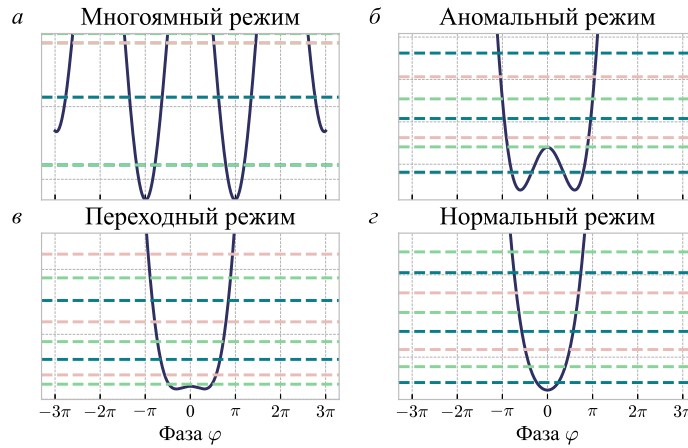 а Многоямный режим
б Аномальный режим
в Переходный режим
г Нормальный режим
−3π −2π −π 0 π 2π 3π
−3π −2π −π 0 π 2π 3π
Фаза φ
Фаза φ